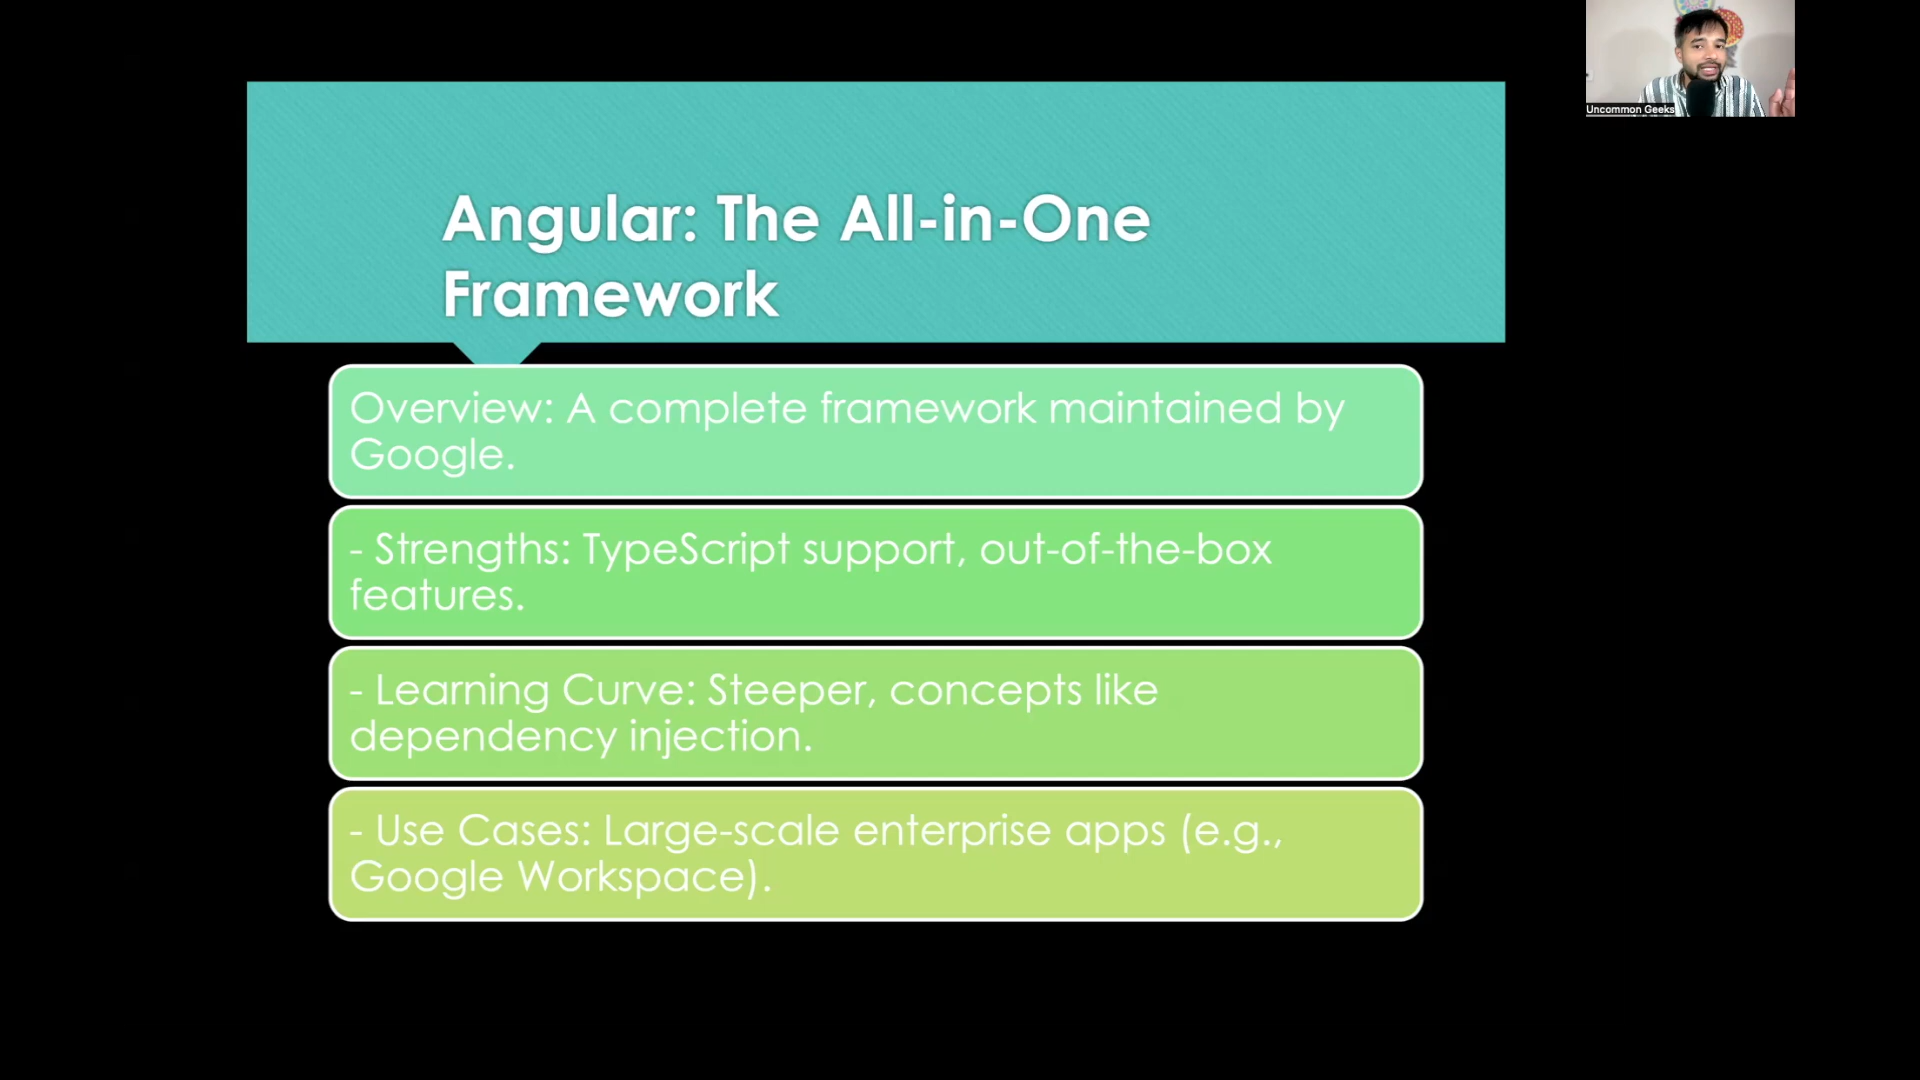 Uncommon Geeks
Angular: The All-in-One
Framework
Overview: A complete framework maintained by
Google.
- Strengths: TypeScript support, out-of-the-box
features.
- Learning Curve: Steeper, concepts like
dependency injection.
- Use Cases: Large-scale enterprise apps (e.g.,
Google Workspace).